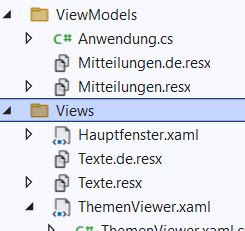 ViewModels
C# Anwendung.cs
Mitteilungen.de.resx
Mitteilungen.resx
Views
Hauptfenster.xaml
Texte.de.resx
Texte.resx
ThemenViewer.xaml